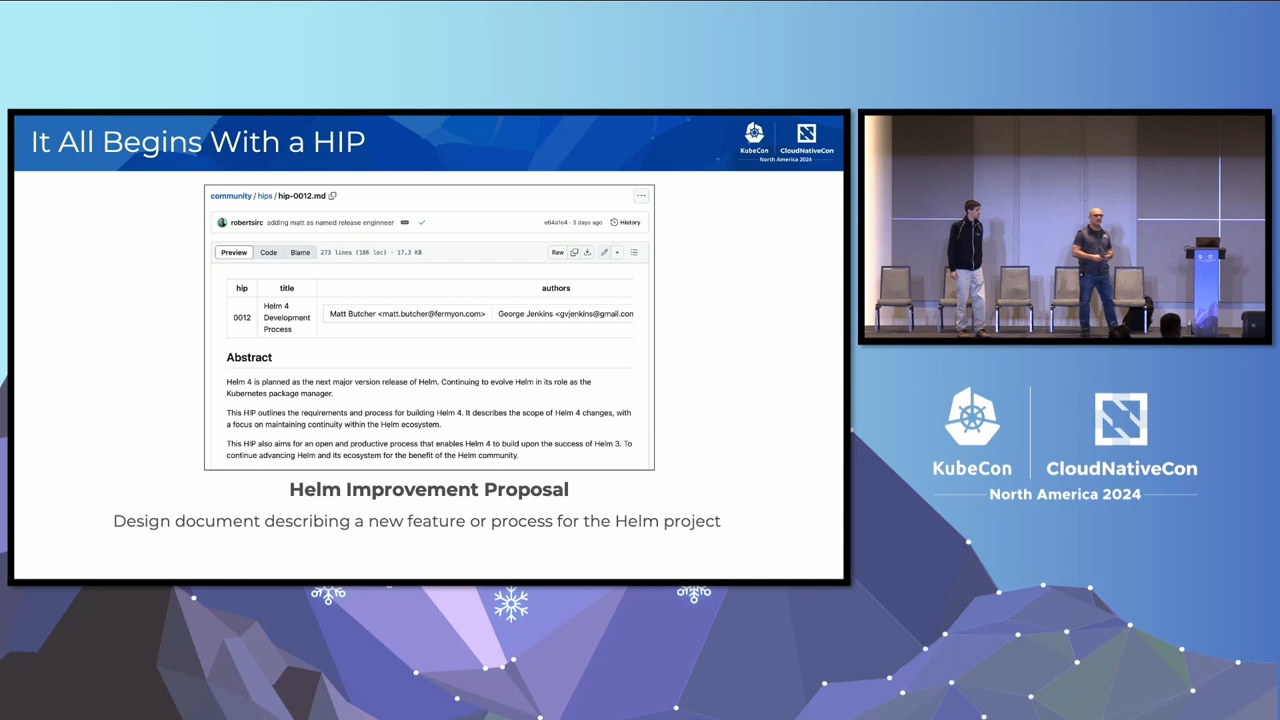 It All Begins With a HIP
KubeCon
CloudNativeCon
North America 2024
community / hips / hip-0012.md
robertsirc adding matt as named release enginneer
e64a1e4 · 3 days ago
History
Preview Code Blame 273 lines (186 loc) · 17.3 KB
Raw
hip title authors
0012 Helm 4 Development Process Matt Butcher <matt.butcher@fermyon.com> George Jenkins <gvjenkins@gmail.con
Abstract
Helm 4 is planned as the next major version release of Helm. Continuing to evolve Helm in its role as the
Kubernetes package manager.
This HIP outlines the requirements and process for building Helm 4. It describes the scope of Helm 4 changes, with
a focus on maintaining continuity within the Helm ecosystem.
This HIP also aims for an open and productive process that enables Helm 4 to build upon the success of Helm 3. To
continue advancing Helm and its ecosystem for the benefit of the Helm community.
Helm Improvement Proposal
Design document describing a new feature or process for the Helm project
KubeCon
CloudNativeCon
North America 2024